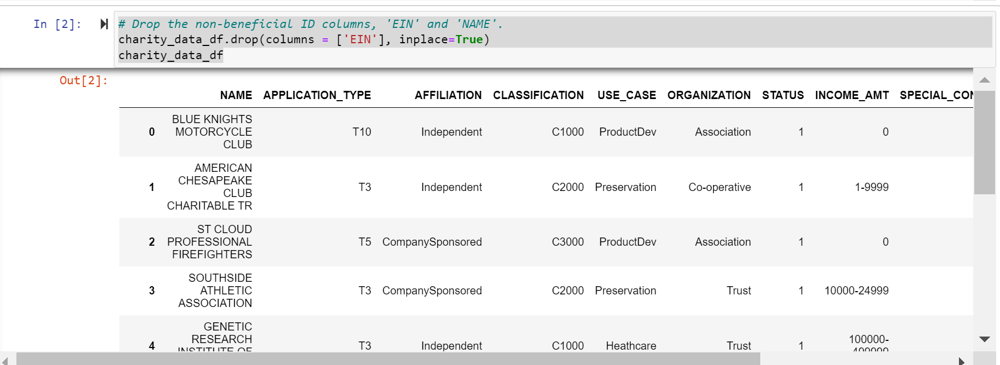 In [2]:
# Drop the non-beneficial ID columns, 'EIN' and 'NAME'.
charity_data_df.drop(columns = ['EIN'], inplace=True)
charity_data_df
Out[2]:
NAME APPLICATION_TYPE AFFILIATION CLASSIFICATION USE_CASE ORGANIZATION STATUS INCOME_AMT SPECIAL_CON
BLUE KNIGHTS
0 MOTORCYCLE T10 Independent C1000 ProductDev Association 1 0
CLUB
AMERICAN
CHESAPEAKE
1 T3 Independent C2000 Preservation Co-operative 1 1-9999
CLUB
CHARITABLE TR
ST CLOUD
2 PROFESSIONAL T5 CompanySponsored C3000 ProductDev Association 1 0
FIREFIGHTERS
SOUTHSIDE
3 ATHLETIC T3 CompanySponsored C2000 Preservation Trust 1 10000-24999
ASSOCIATION
GENETIC
RESEARCH 100000-
4 T3 Independent C1000 Heathcare Trust 1
INSTITUTE OF 499999